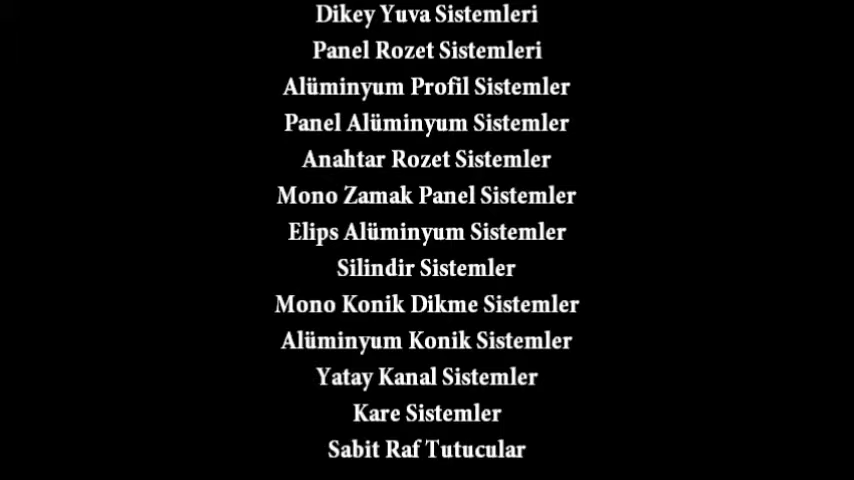 Dikey Yuva Sistemleri
Panel Rozet Sistemleri
Alüminyum Profil Sistemler
Panel Alüminyum Sistemler
Anahtar Rozet Sistemler
Mono Zamak Panel Sistemler
Elips Alüminyum Sistemler
Silindir Sistemler
Mono Konik Dikme Sistemler
Alüminyum Konik Sistemler
Yatay Kanal Sistemler
Kare Sistemler
Sabit Raf Tutucular